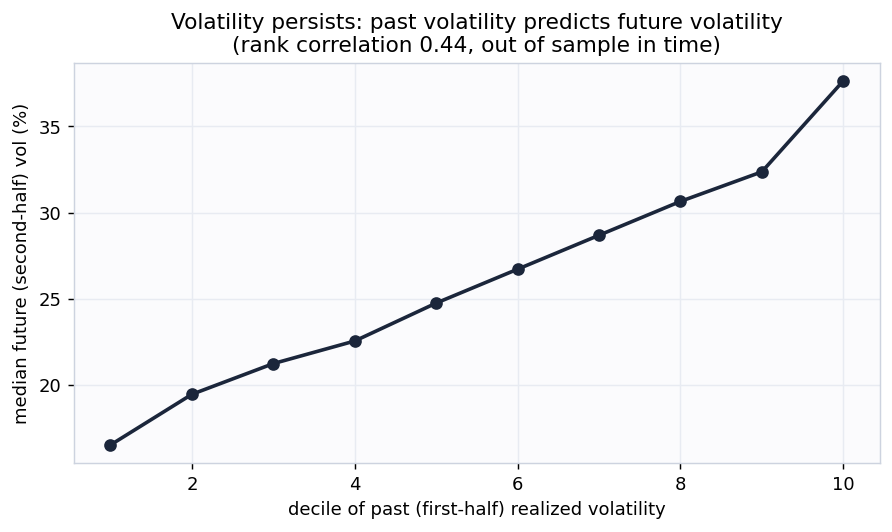 Volatility persists: past volatility predicts future volatility
(rank correlation 0.44, out of sample in time)
median future (second-half) vol (%)
35
30
25
20
2
4
6
8
10
decile of past (first-half) realized volatility